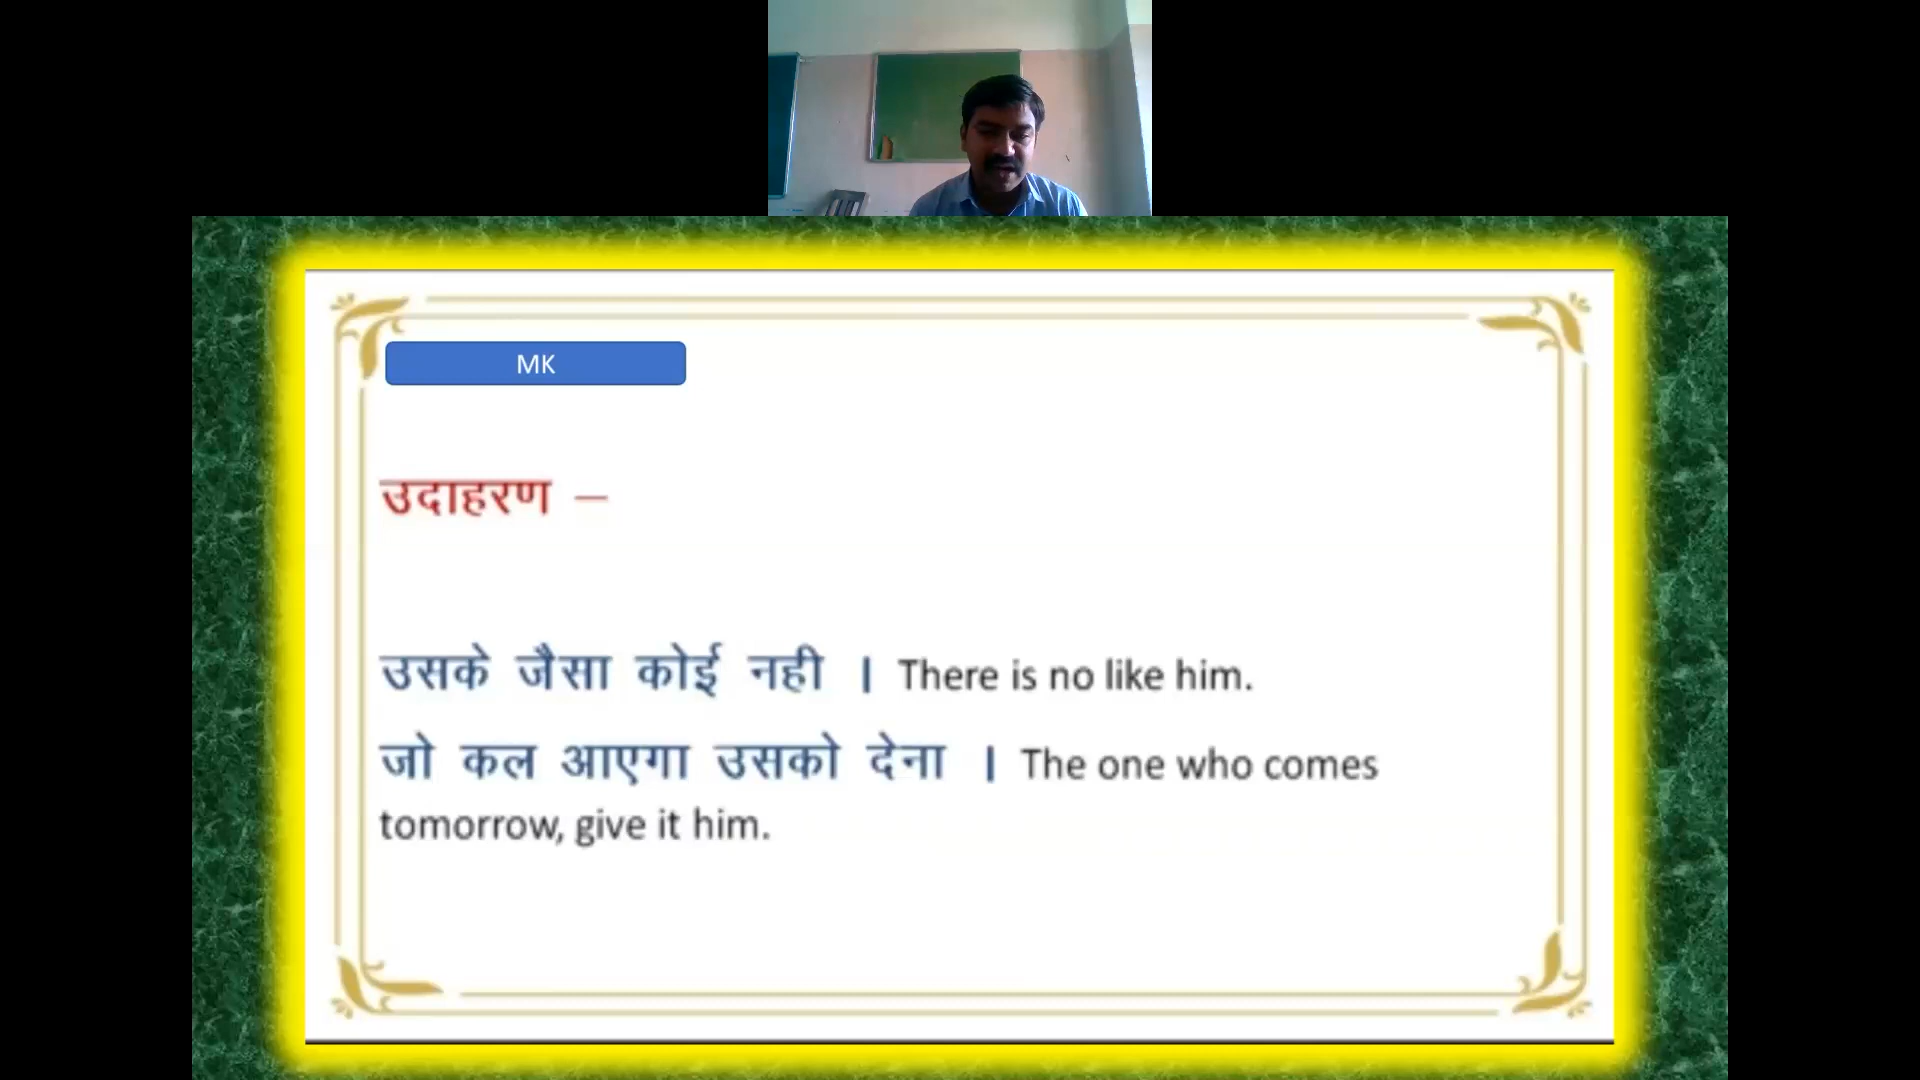 MK
उदाहरण –
उसके जैसा कोई नही । There is no like him.
जो कल आएगा उसको देना । The one who comes
tomorrow, give it him.